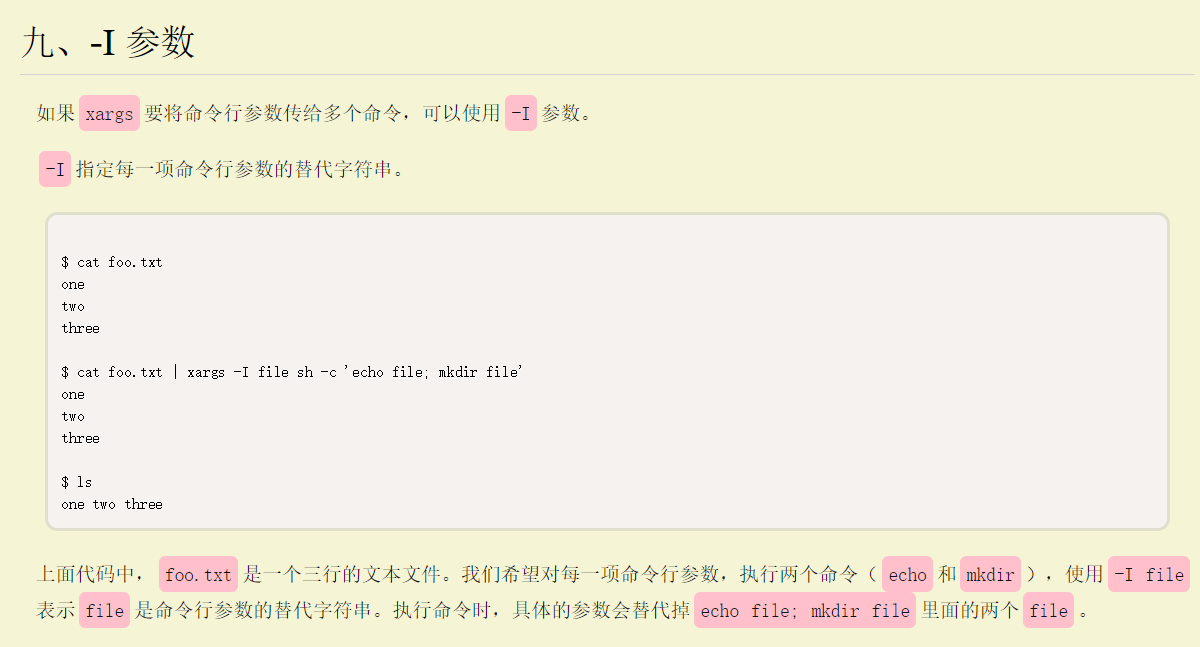 九、-I 参数
如果 xargs 要将命令行参数传给多个命令，可以使用 -I 参数。
-I 指定每一项命令行参数的替代字符串。
$ cat foo.txt
one
two
three
$ cat foo.txt | xargs -I file sh -c 'echo file; mkdir file'
one
two
three
$ ls
one two three
上面代码中， foo.txt 是一个三行的文本文件。我们希望对每一项命令行参数，执行两个命令（ echo 和 mkdir ），使用 -I file
表示 file 是命令行参数的替代字符串。执行命令时，具体的参数会替代掉 echo file; mkdir file 里面的两个 file 。